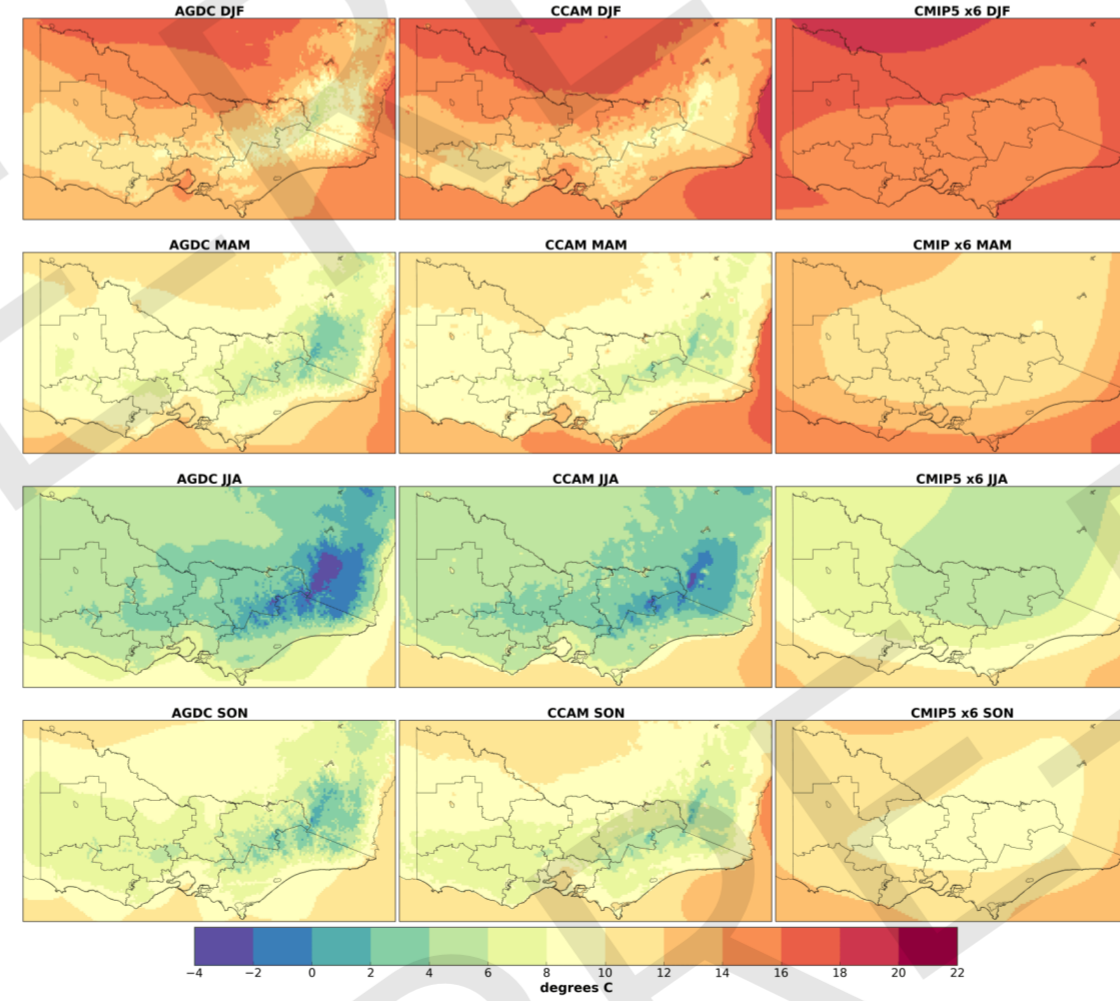 AGDC DJF CCAM DJF CMIP5 x6 DJF
AGDC MAM CCAM MAM CMIP x6 MAM
AGDC JJA CCAM JJA CMIP5 x6 JJA
AGDC SON CCAM SON CMIP5 x6 SON
−4 −2 0 2 4 6 8 10 12 14 16 18 20 22
degrees C